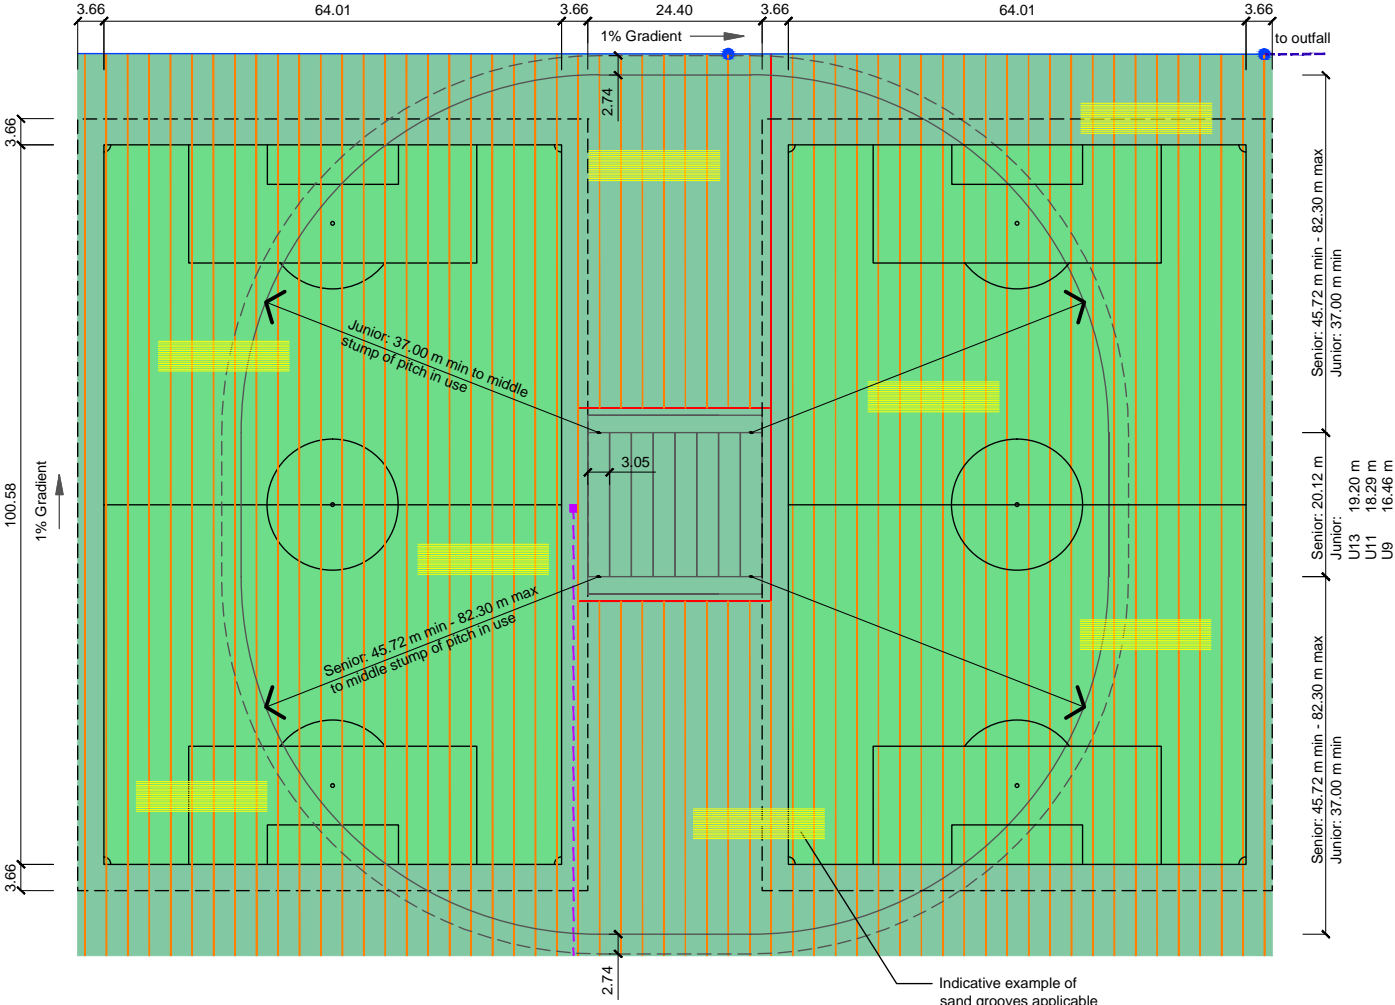 3.66
64.01
3.66
24.40
3.66
64.01
3.66
1% Gradient
to outfall
2.74
3.66
Junior: 37.00 m min to middle
stump of pitch in use
3.05
100.58
1% Gradient
Senior: 45.72 m min - 82.30 m max
to middle stump of pitch in use
3.66
2.74
Senior: 45.72 m min - 82.30 m max
Junior: 37.00 m min
Senior: 20.12 m
Junior:
U13 19.20 m
U11 18.29 m
U9 16.46 m
Senior: 45.72 m min - 82.30 m max
Junior: 37.00 m min
Indicative example of
sand grooves applicable